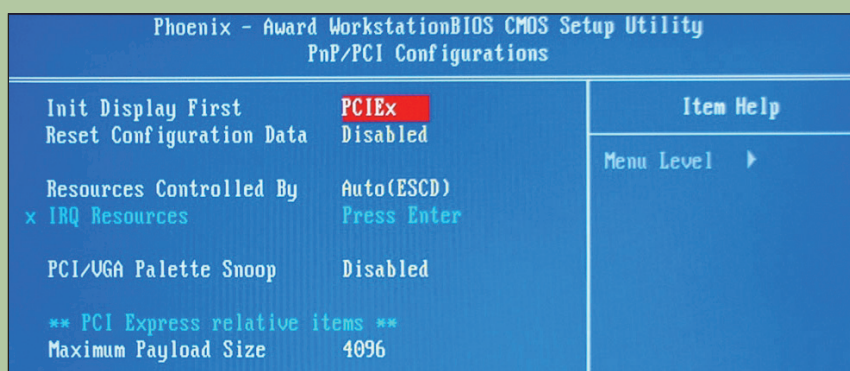 Phoenix - Award WorkstationBIOS CMOS Setup Utility
PnP/PCI Configurations
Init Display First PCIEx
Reset Configuration Data Disabled
Resources Controlled By Auto(ESCD)
x IRQ Resources Press Enter
PCI/VGA Palette Snoop Disabled
** PCI Express relative items **
Maximum Payload Size 4096
Item Help
Menu Level ▶